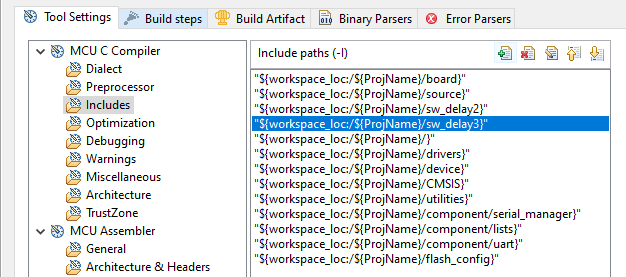 Tool Settings Build steps Build Artifact Binary Parsers Error Parsers
MCU C Compiler
Dialect
Preprocessor
Includes
Optimization
Debugging
Warnings
Miscellaneous
Architecture
TrustZone
MCU Assembler
General
Architecture & Headers
Include paths (-I)
"${workspace_loc:/${ProjName}/board}"
"${workspace_loc:/${ProjName}/source}"
"${workspace_loc:/${ProjName}/sw_delay2}"
"${workspace_loc:/${ProjName}/sw_delay3}"
"${workspace_loc:/${ProjName}/}"
"${workspace_loc:/${ProjName}/drivers}"
"${workspace_loc:/${ProjName}/device}"
"${workspace_loc:/${ProjName}/CMSIS}"
"${workspace_loc:/${ProjName}/utilities}"
"${workspace_loc:/${ProjName}/component/serial_manager}"
"${workspace_loc:/${ProjName}/component/lists}"
"${workspace_loc:/${ProjName}/component/uart}"
"${workspace_loc:/${ProjName}/flash_config}"